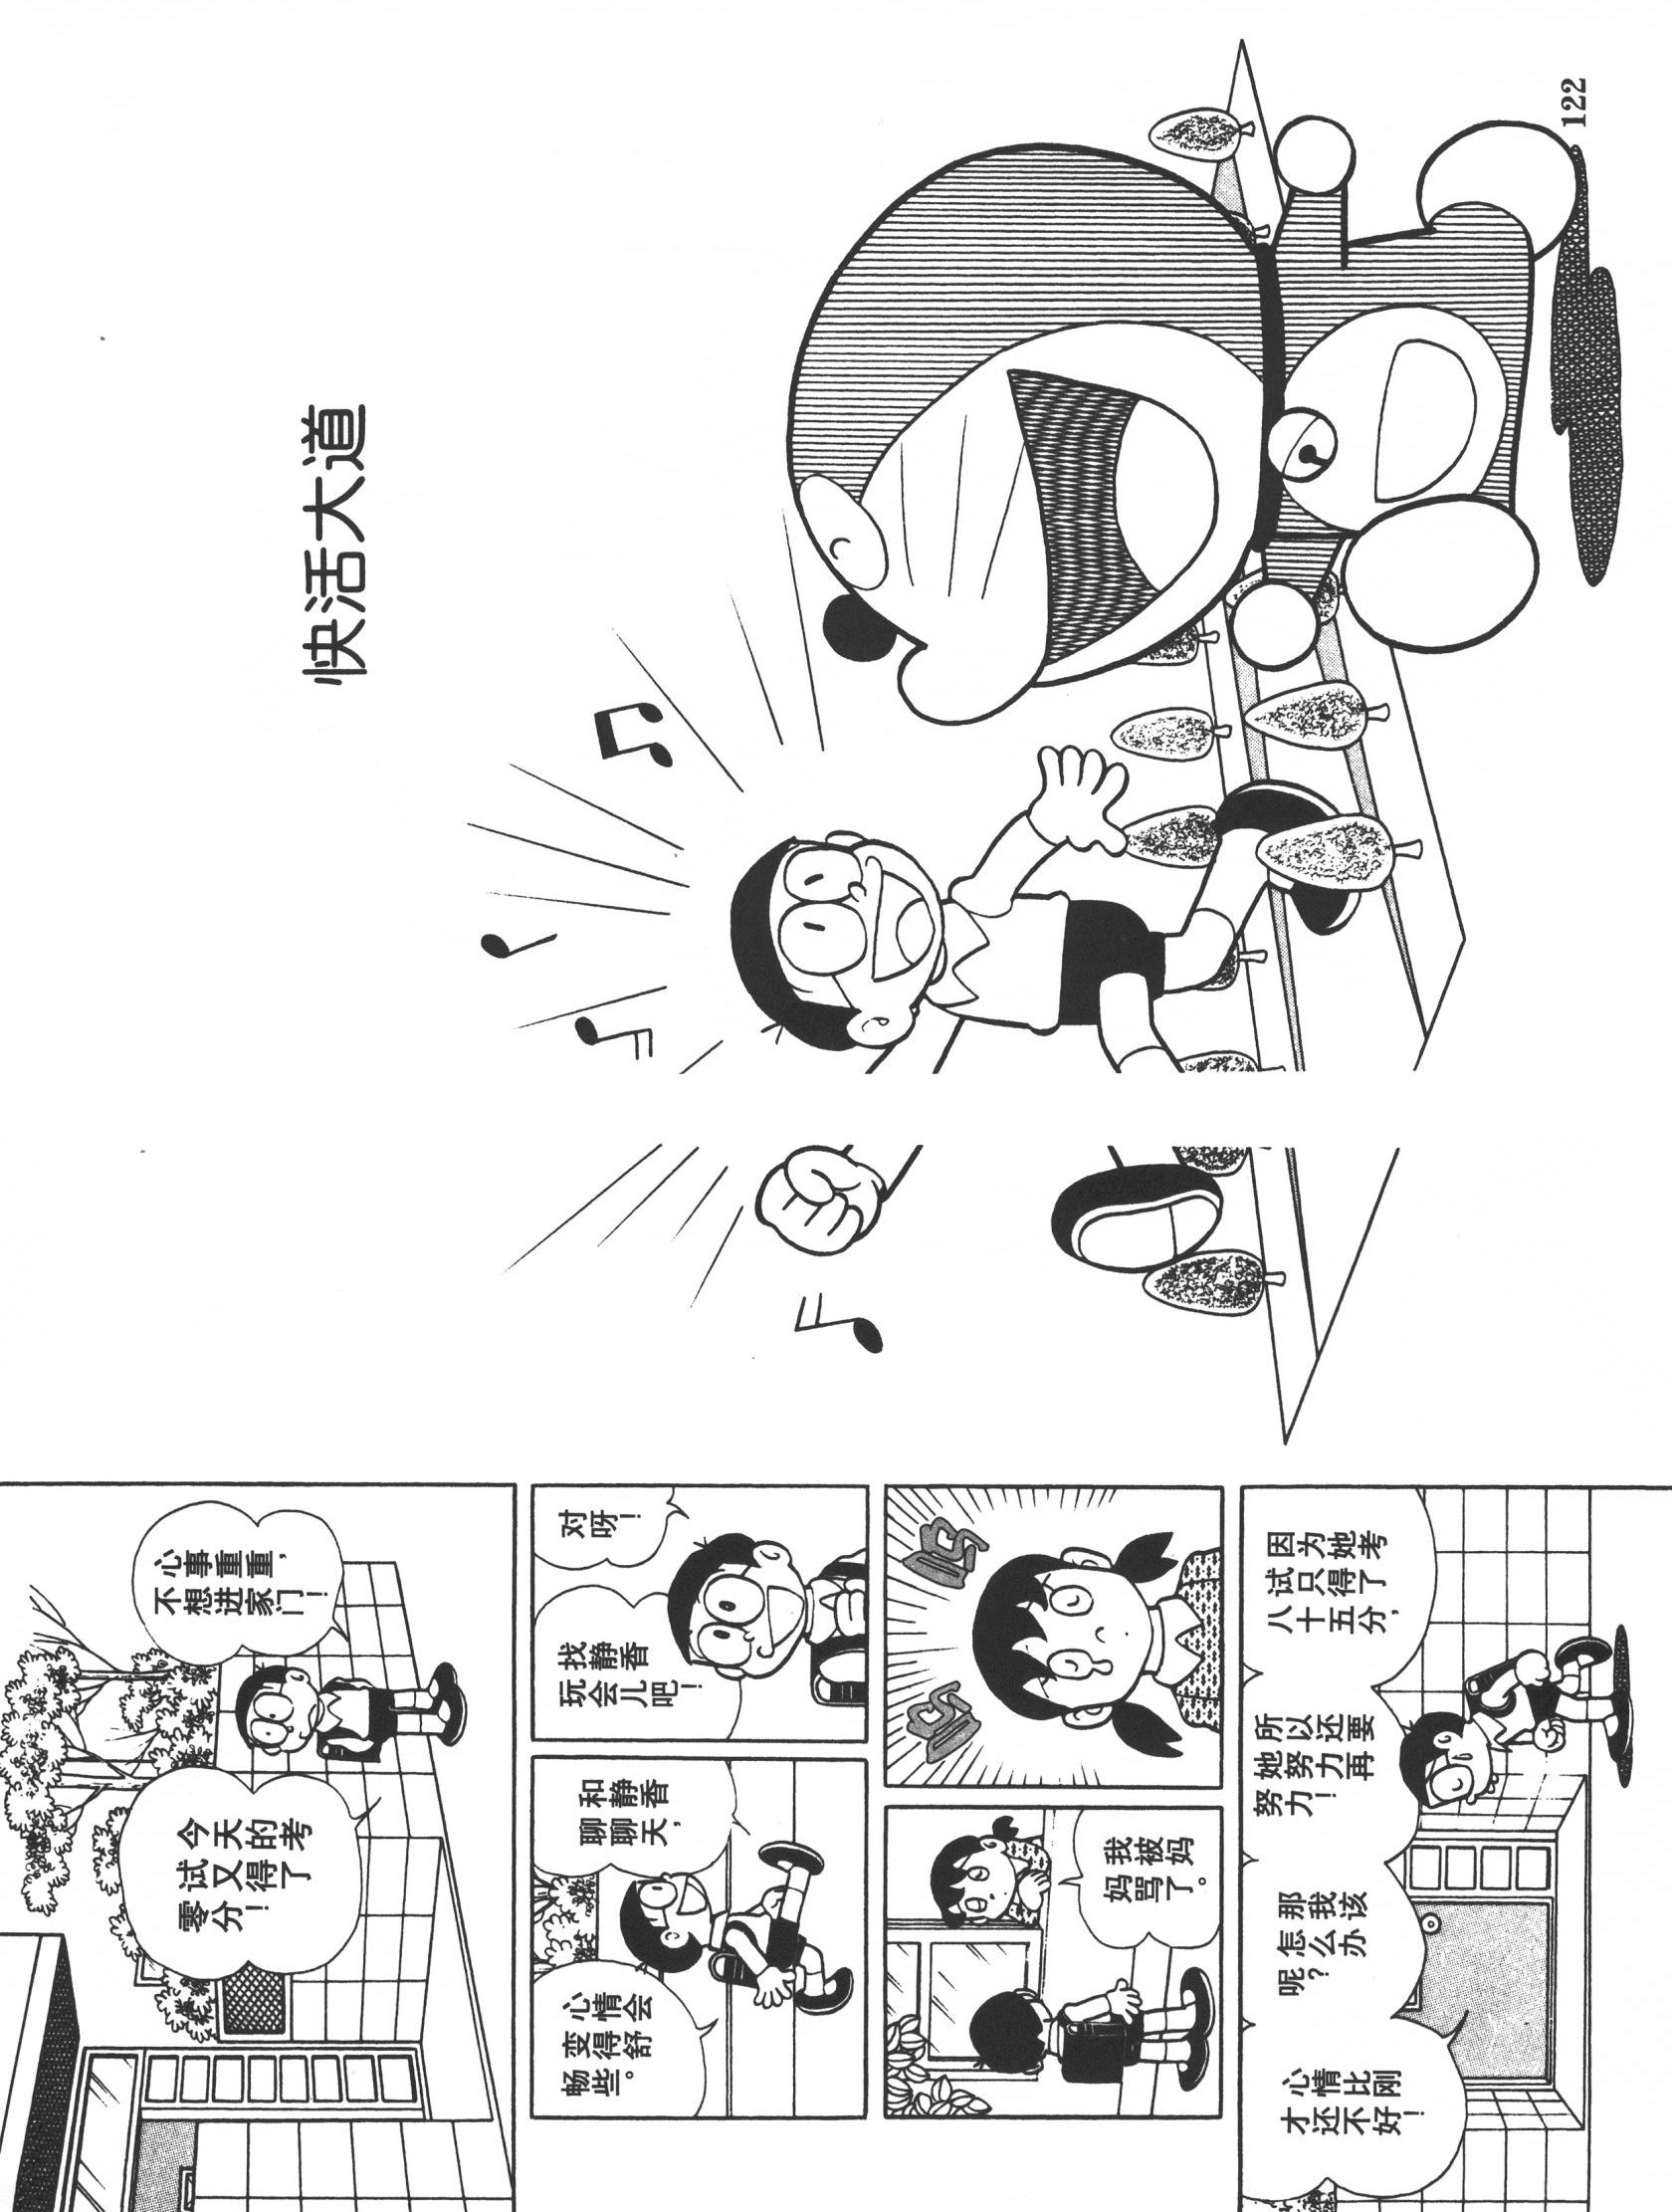 122
快活大道
心事重重，
不想进家门！
今天的考
试又得了
零分！
对呀！
找静香
玩会儿吧！
和静香
聊聊天，
心情会
变得舒
畅些。
呜
呜
我被妈
妈骂了。
因为她考
试只得了
八十五分，
所以还要
她努力再
努力！
那我该
怎么办
呢？
心情比刚
才还不好！